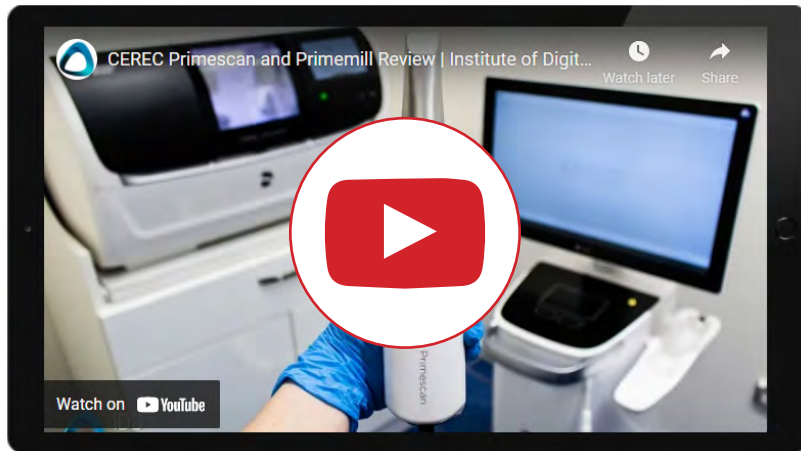 CEREC Primescan and Primemill Review | Institute of Digit...
Watch later
Share
Primescan
Watch on YouTube